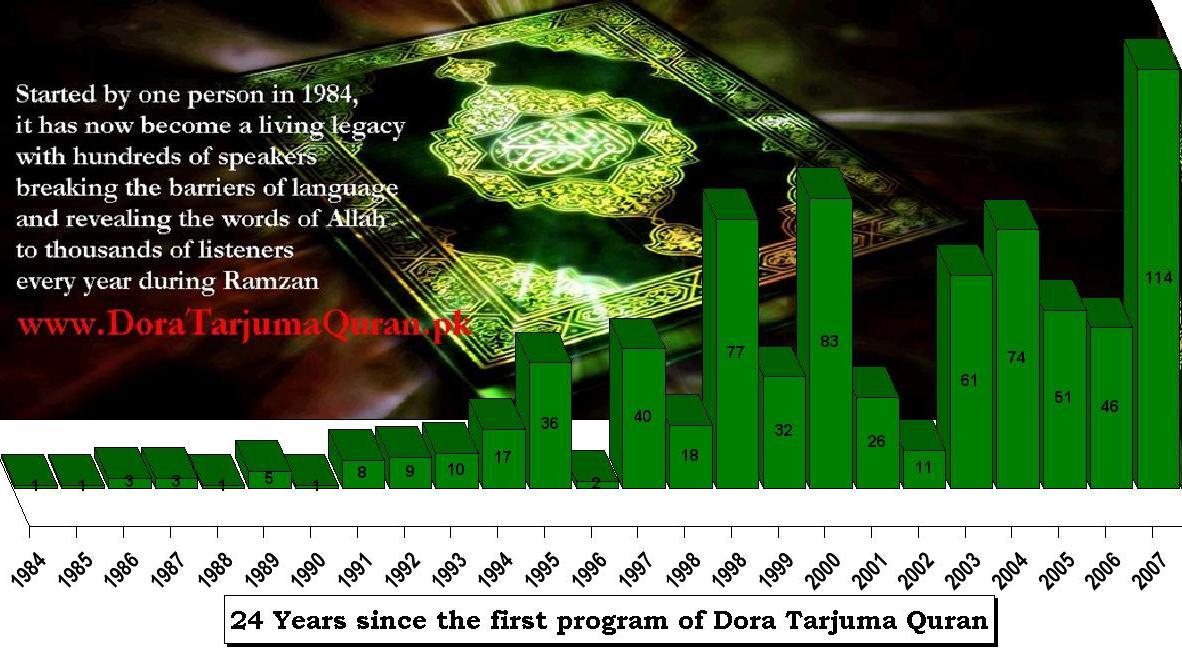 Started by one person in 1984,
it has now become a living legacy
with hundreds of speakers
breaking the barriers of language
and revealing the words of Allah
to thousands of listeners
every year during Ramzan
www.DoraTarjumaQuran.pk
1 1 3 3 1 5 1 8 9 10 17 36 2 40 18 77 32 83 26 11 61 74 51 46 114
1984 1985 1986 1987 1988 1989 1990 1991 1992 1993 1994 1995 1996 1997 1998 1998 1999 2000 2001 2002 2003 2004 2005 2006 2007
24 Years since the first program of Dora Tarjuma Quran